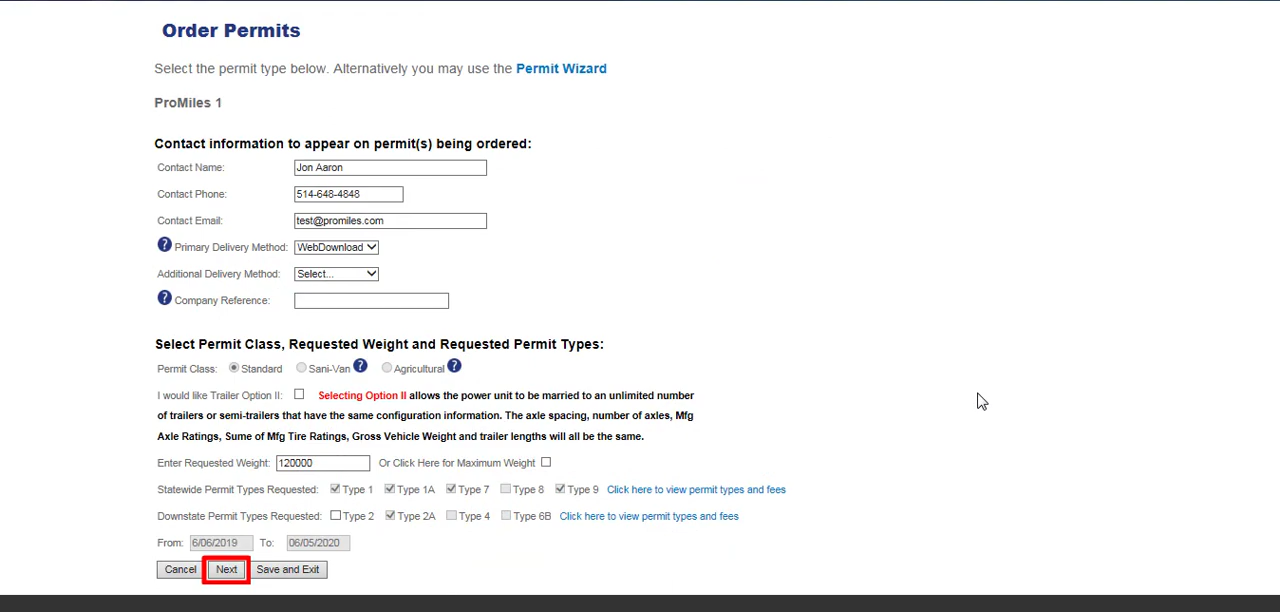 Order Permits
Select the permit type below. Alternatively you may use the Permit Wizard
ProMiles 1
Contact information to appear on permit(s) being ordered:
Contact Name: Jon Aaron
Contact Phone: 514-648-4848
Contact Email: test@promiles.com
? Primary Delivery Method: WebDownload
Additional Delivery Method: Select...
? Company Reference:
Select Permit Class, Requested Weight and Requested Permit Types:
Permit Class: Standard Sani-Van ? Agricultural ?
I would like Trailer Option II: Selecting Option II allows the power unit to be married to an unlimited number
of trailers or semi-trailers that have the same configuration information. The axle spacing, number of axles, Mfg
Axle Ratings, Sume of Mfg Tire Ratings, Gross Vehicle Weight and trailer lengths will all be the same.
Enter Requested Weight: 120000 Or Click Here for Maximum Weight
Statewide Permit Types Requested: Type 1 Type 1A Type 7 Type 8 Type 9 Click here to view permit types and fees
Downstate Permit Types Requested: Type 2 Type 2A Type 4 Type 6B Click here to view permit types and fees
From: 6/06/2019 To: 06/05/2020
Cancel Next Save and Exit